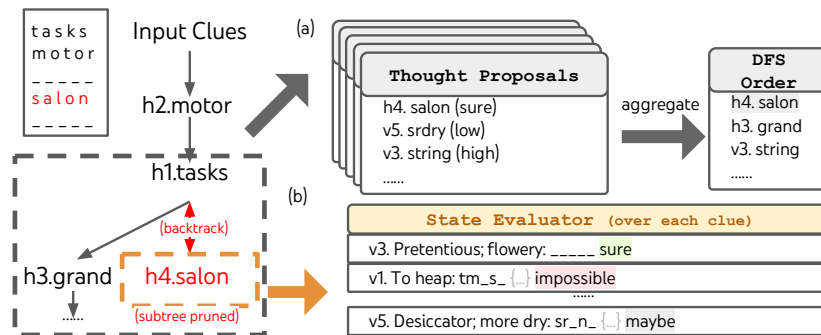 tasks
motor
_____
salon
_____
Input Clues
h2.motor
h1.tasks
(backtrack)
h3.grand
h4.salon
......
(subtree pruned)
(a)
Thought Proposals
h4. salon (sure)
v5. srdry (low)
v3. string (high)
......
aggregate
DFS
Order
h4. salon
h3. grand
v3. string
......
(b)
State Evaluator (over each clue)
v3. Pretentious; flowery: _____ sure
v1. To heap: tm_s_ {...} impossible
......
v5. Desiccator; more dry: sr_n_ {...} maybe